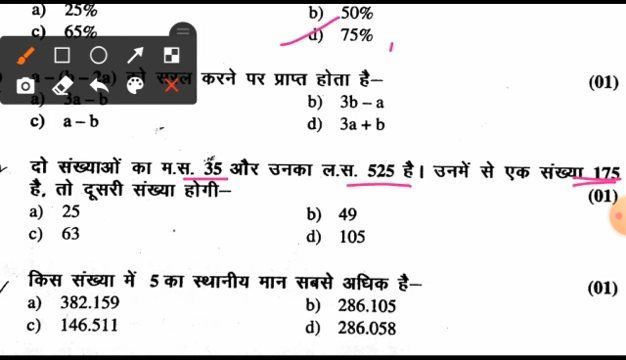 a) 25% b) 50%
c) 65% d) 75%
को सरल करने पर प्राप्त होता है– (01)
a) 3a – b b) 3b – a
c) a – b d) 3a + b
दो संख्याओं का म.स. 35 और उनका ल.स. 525 है। उनमें से एक संख्या 175
है, तो दूसरी संख्या होगी– (01)
a) 25 b) 49
c) 63 d) 105
किस संख्या में 5 का स्थानीय मान सबसे अधिक है– (01)
a) 382.159 b) 286.105
c) 146.511 d) 286.058